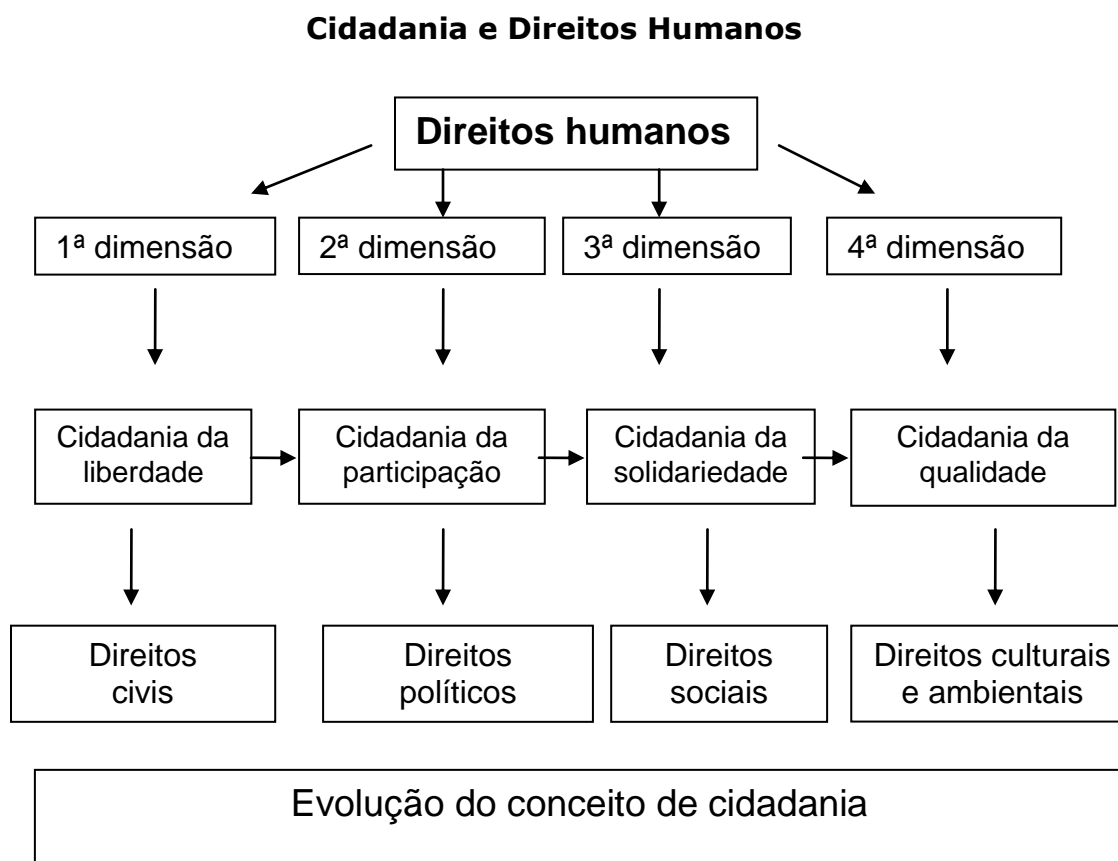 Cidadania e Direitos Humanos
Direitos humanos
1ª dimensão
2ª dimensão
3ª dimensão
4ª dimensão
Cidadania da
liberdade
Cidadania da
participação
Cidadania da
solidariedade
Cidadania da
qualidade
Direitos
civis
Direitos
políticos
Direitos
sociais
Direitos culturais
e ambientais
Evolução do conceito de cidadania